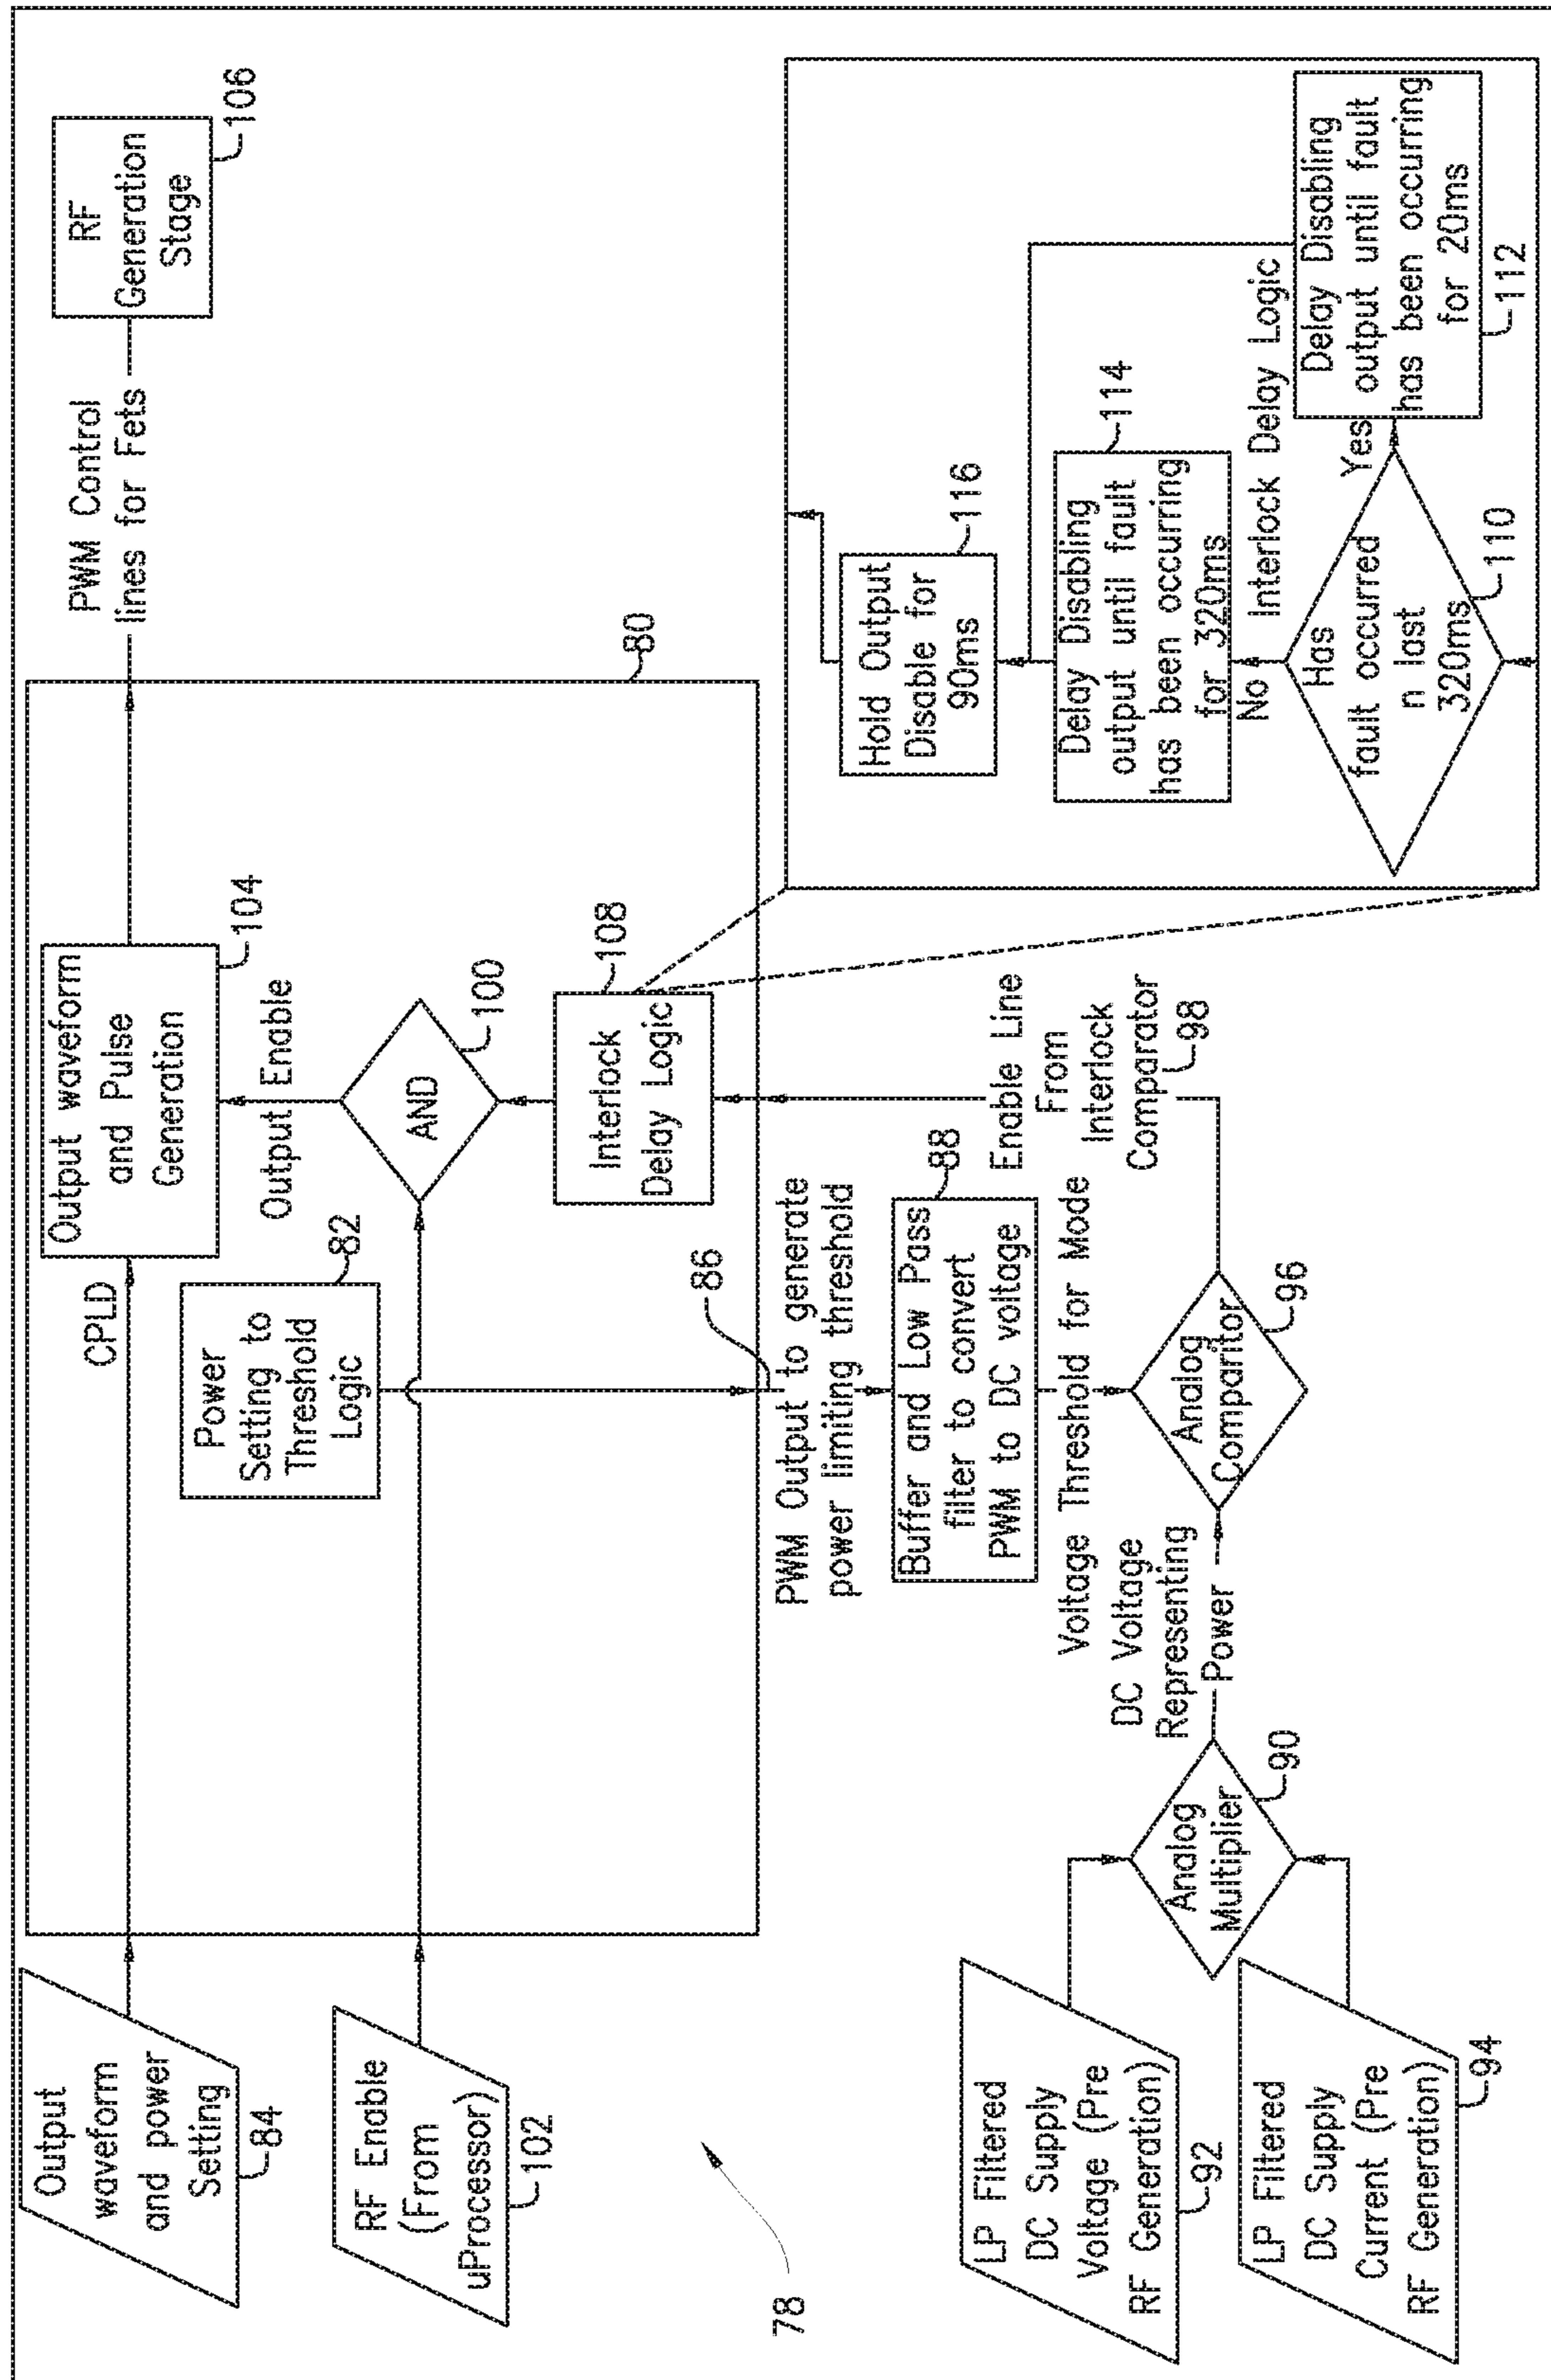 Output
waveform
and power
Setting
84
RF Enable
(From
uProcessor)
102
78
CPLD
Output waveform
and Pulse
Generation
104
Power
Setting to
Threshold
Logic
82
Output Enable
AND
100
Interlock
Delay Logic
108
80
PWM Control
lines for Fets
RF
Generation
Stage
106
86
PWM Output to generate
power limiting threshold
Buffer and Low Pass
filter to convert
PWM to DC voltage
88
Voltage Threshold for Mode
LP Filtered
DC Supply
Voltage (Pre
RF Generation)
92
LP Filtered
DC Supply
Current (Pre
RF Generation)
94
Analog
Multiplier
90
DC Voltage
Representing
Power
Analog
Comparitor
96
Enable Line
From
Interlock
Comparator
98
Hold Output
Disable for
90ms
116
Delay Disabling
output until fault
has been occurring
for 320ms
114
No
Interlock Delay Logic
Has
fault occurred
n last
320ms
110
Yes
Delay Disabling
output until fault
has been occurring
for 20ms
112